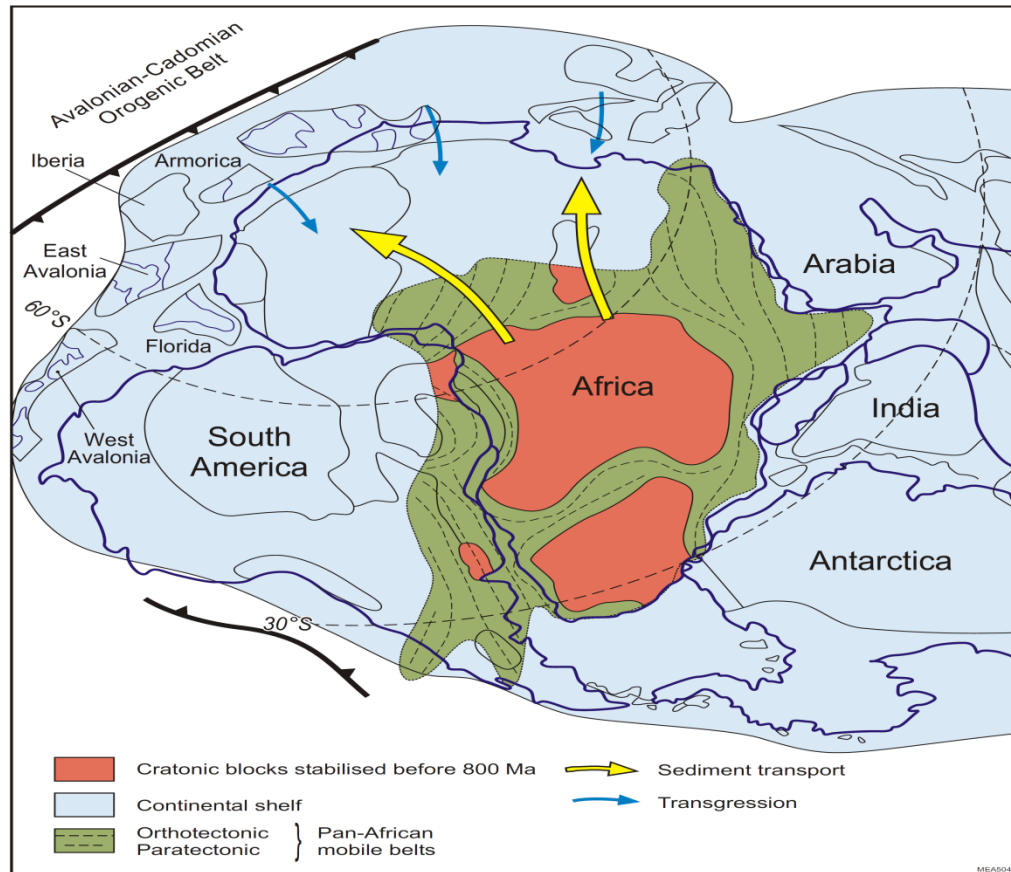 Avalonian-Cadomian
Orogenic Belt
Iberia
Armorica
East
Avalonia
60°S
Florida
West
Avalonia
South
America
Africa
Arabia
India
Antarctica
30°S
Cratonic blocks stabilised before 800 Ma
Continental shelf
Orthotectonic
Paratectonic
Pan-African
mobile belts
Sediment transport
Transgression
MEA504